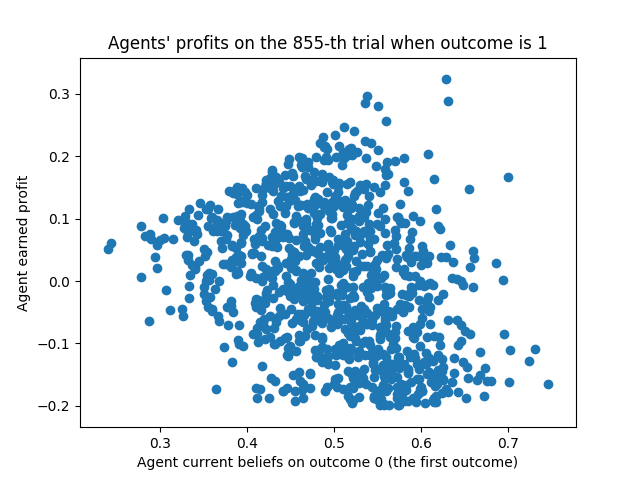 Agents' profits on the 855-th trial when outcome is 1
0.3
0.2
0.1
0.0
−0.1
−0.2
Agent earned profit
0.3 0.4 0.5 0.6 0.7
Agent current beliefs on outcome 0 (the first outcome)